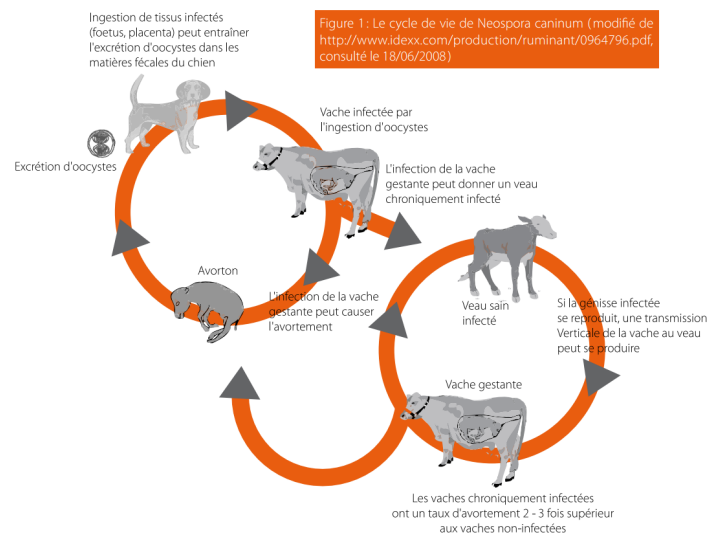 Ingestion de tissus infectés
(foetus, placenta) peut entraîner
l'excrétion d'oocystes dans les
matières fécales du chien
Figure 1: Le cycle de vie de Neospora caninum (modifié de
http://www.idexx.com/production/ruminant/0964796.pdf,
consulté le 18/06/2008)
Vache infectée par
l'ingestion d'oocystes
Excrétion d'oocystes
L'infection de la vache
gestante peut donner un veau
chroniquement infecté
Avorton
L'infection de la vache
gestante peut causer
l'avortement
Veau sain
infecté
Si la génisse infectée
se reproduit, une transmission
Verticale de la vache au veau
peut se produire
Vache gestante
Les vaches chroniquement infectées
ont un taux d'avortement 2 - 3 fois supérieur
aux vaches non-infectées